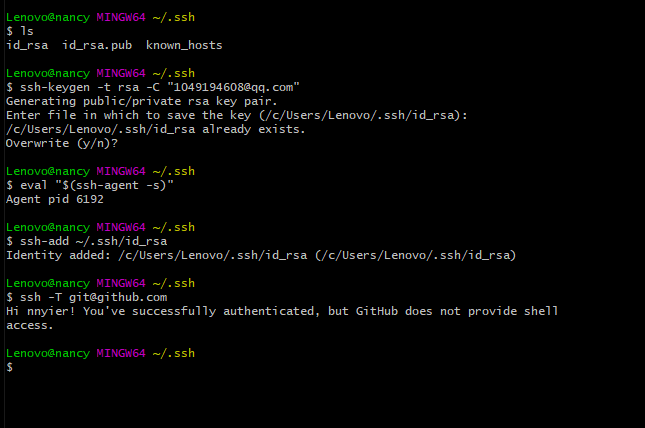 Lenovo@nancy MINGW64 ~/.ssh
$ ls
id_rsa  id_rsa.pub  known_hosts
Lenovo@nancy MINGW64 ~/.ssh
$ ssh-keygen -t rsa -C "1049194608@qq.com"
Generating public/private rsa key pair.
Enter file in which to save the key (/c/Users/Lenovo/.ssh/id_rsa):
/c/Users/Lenovo/.ssh/id_rsa already exists.
Overwrite (y/n)?
Lenovo@nancy MINGW64 ~/.ssh
$ eval "$(ssh-agent -s)"
Agent pid 6192
Lenovo@nancy MINGW64 ~/.ssh
$ ssh-add ~/.ssh/id_rsa
Identity added: /c/Users/Lenovo/.ssh/id_rsa (/c/Users/Lenovo/.ssh/id_rsa)
Lenovo@nancy MINGW64 ~/.ssh
$ ssh -T git@github.com
Hi nnyier! You've successfully authenticated, but GitHub does not provide shell
access.
Lenovo@nancy MINGW64 ~/.ssh
$